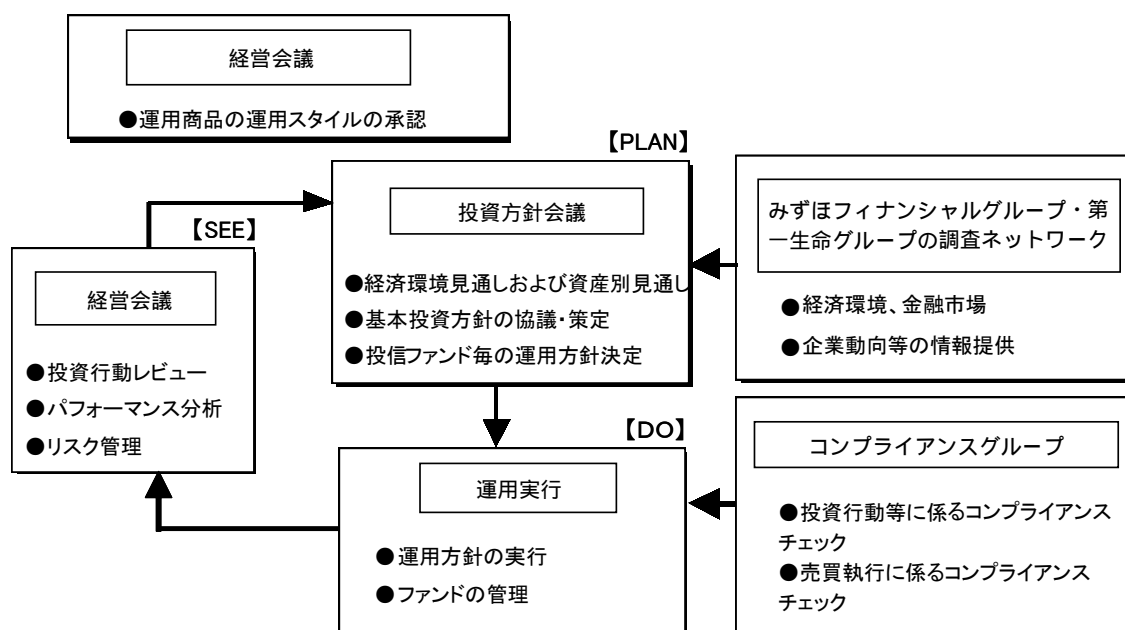 経営会議
●運用商品の運用スタイルの承認
【PLAN】
投資方針会議
●経済環境見通しおよび資産別見通し
●基本投資方針の協議・策定
●投信ファンド毎の運用方針決定
みずほフィナンシャルグループ・第
一生命グループの調査ネットワーク
●経済環境、金融市場
●企業動向等の情報提供
【SEE】
経営会議
●投資行動レビュー
●パフォーマンス分析
●リスク管理
【DO】
運用実行
●運用方針の実行
●ファンドの管理
コンプライアンスグループ
●投資行動等に係るコンプライアンス
チェック
●売買執行に係るコンプライアンス
チェック